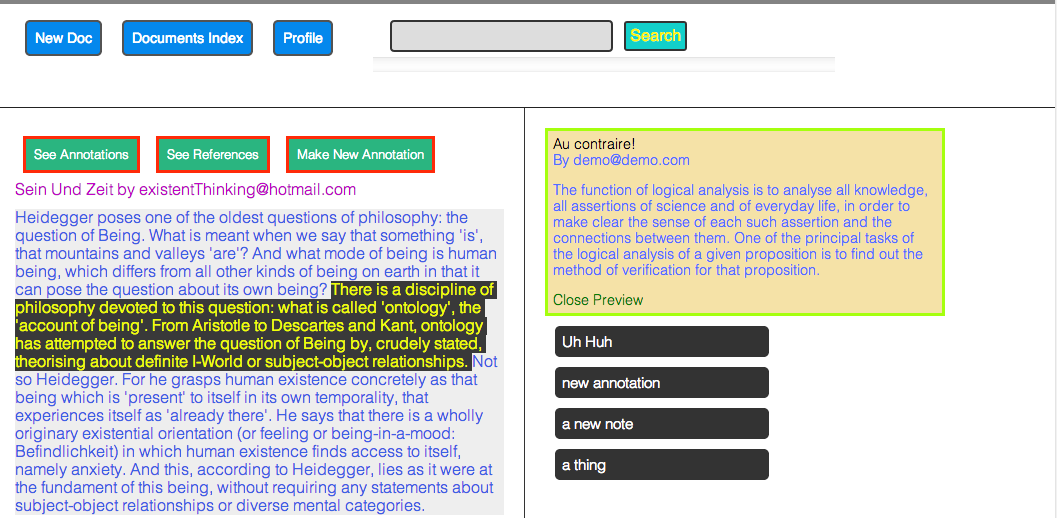 New Doc
Documents Index
Profile
Search
See Annotations
See References
Make New Annotation
Sein Und Zeit by existentThinking@hotmail.com
Heidegger poses one of the oldest questions of philosophy: the
question of Being. What is meant when we say that something 'is',
that mountains and valleys 'are'? And what mode of being is human
being, which differs from all other kinds of being on earth in that it
can pose the question about its own being? There is a discipline of
philosophy devoted to this question: what is called 'ontology', the
'account of being'. From Aristotle to Descartes and Kant, ontology
has attempted to answer the question of Being by, crudely stated,
theorising about definite I-World or subject-object relationships. Not
so Heidegger. For he grasps human existence concretely as that
being which is 'present' to itself in its own temporality, that
experiences itself as 'already there'. He says that there is a wholly
originary existential orientation (or feeling or being-in-a-mood:
Befindlichkeit) in which human existence finds access to itself,
namely anxiety. And this, according to Heidegger, lies as it were at
the fundament of this being, without requiring any statements about
subject-object relationships or diverse mental categories.
Au contraire!
By demo@demo.com
The function of logical analysis is to analyse all knowledge,
all assertions of science and of everyday life, in order to
make clear the sense of each such assertion and the
connections between them. One of the principal tasks of
the logical analysis of a given proposition is to find out the
method of verification for that proposition.
Close Preview
Uh Huh
new annotation
a new note
a thing